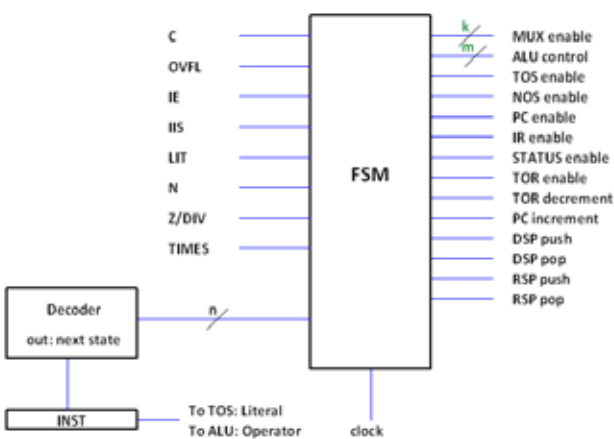 C
OVFL
IE
IIS
LIT
N
Z/DIV
TIMES
FSM
k
m
MUX enable
ALU control
TOS enable
NOS enable
PC enable
IR enable
STATUS enable
TOR enable
TOR decrement
PC increment
DSP push
DSP pop
RSP push
RSP pop
Decoder
out: next state
n
INST
To TOS: Literal
To ALU: Operator
clock